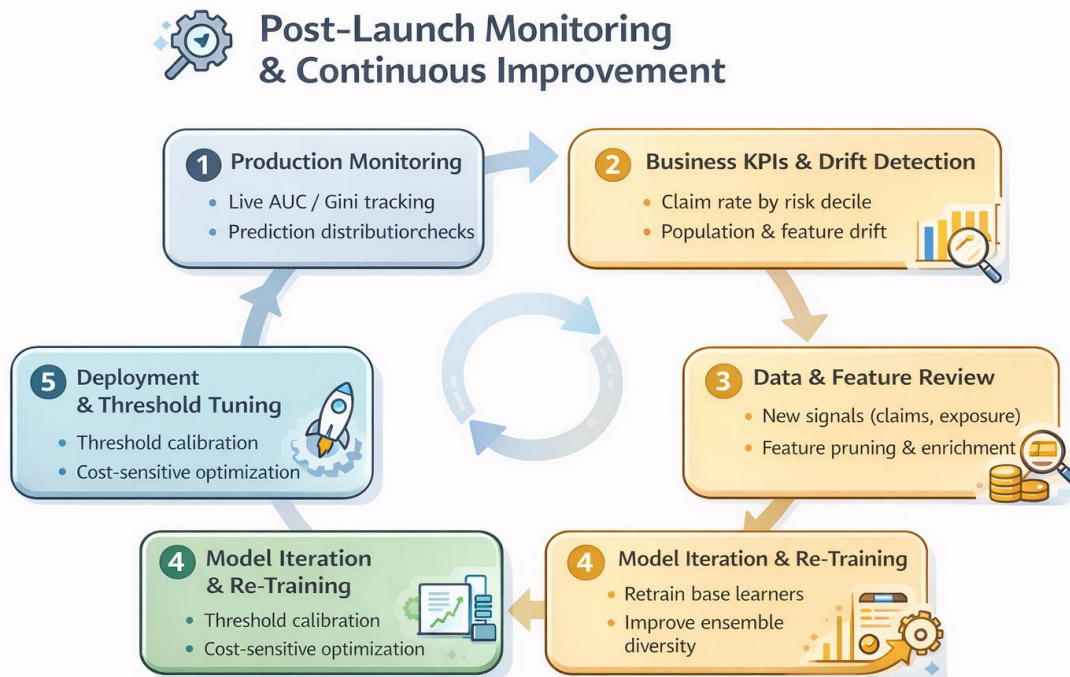 Post-Launch Monitoring
& Continuous Improvement
1 Production Monitoring
• Live AUC / Gini tracking
• Prediction distributiorchecks
2 Business KPIs & Drift Detection
• Claim rate by risk decile
• Population & feature drift
3 Data & Feature Review
• New signals (claims, exposure)
• Feature pruning & enrichment
4 Model Iteration & Re-Training
• Retrain base learners
• Improve ensemble
diversity
4 Model Iteration
& Re-Training
• Threshold calibration
• Cost-sensitive optimization
5 Deployment
& Threshold Tuning
• Threshold calibration
• Cost-sensitive optimization